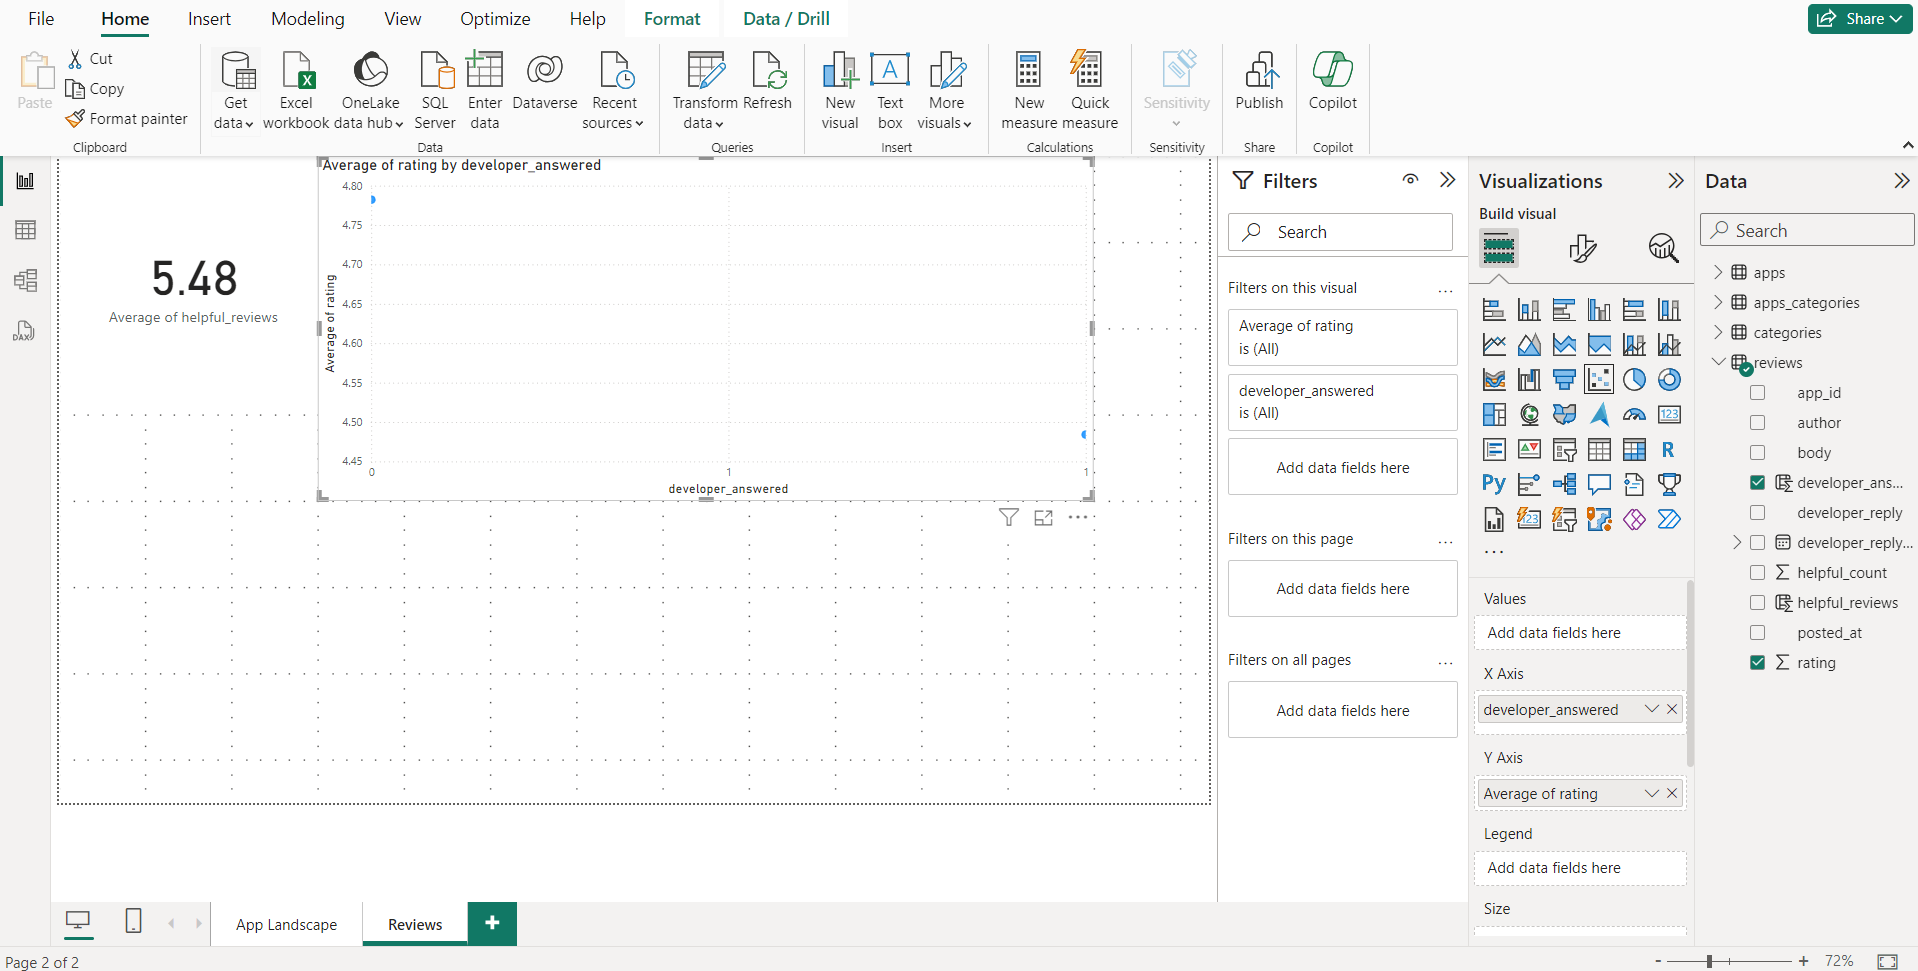 File
Home
Insert
Modeling
View
Optimize
Help
Format
Data / Drill
Share
Paste
Cut
Copy
Format painter
Clipboard
Get data
Excel workbook
OneLake data hub
SQL Server
Enter data
Dataverse
Recent sources
Data
Transform data
Refresh
Queries
New visual
Text box
More visuals
Insert
New measure
Quick measure
Calculations
Sensitivity
Sensitivity
Publish
Share
Copilot
Copilot
5.48
Average of helpful_reviews
Average of rating by developer_answered
Average of rating
4.80
4.75
4.70
4.65
4.60
4.55
4.50
4.45
0
1
1
developer_answered
Filters
Search
Filters on this visual
...
Average of rating
is (All)
developer_answered
is (All)
Add data fields here
Filters on this page
...
Add data fields here
Filters on all pages
...
Add data fields here
Visualizations
Build visual
123
R
Py
123
...
Values
Add data fields here
X Axis
developer_answered
Y Axis
Average of rating
Legend
Add data fields here
Size
Data
Search
apps
apps_categories
categories
reviews
app_id
author
body
developer_ans...
developer_reply
developer_reply...
helpful_count
helpful_reviews
posted_at
rating
DAX
App Landscape
Reviews
+
Page 2 of 2
-
+
72%